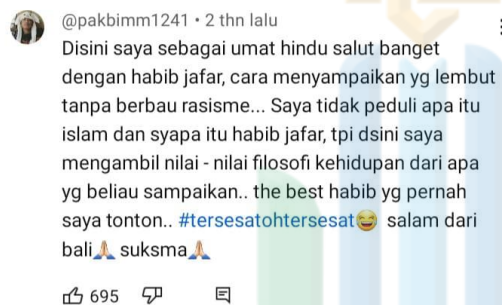 @pakbimm1241 • 2 thn lalu
Disini saya sebagai umat hindu salut banget
dengan habib jafar, cara menyampaikan yg lembut
tanpa berbau rasisme... Saya tidak peduli apa itu
islam dan syapa itu habib jafar, tpi dsini saya
mengambil nilai - nilai filosofi kehidupan dari apa
yg beliau sampaikan.. the best habib yg pernah
saya tonton.. #tersesatohtersesat😂 salam dari
bali🙏 suksma🙏
695